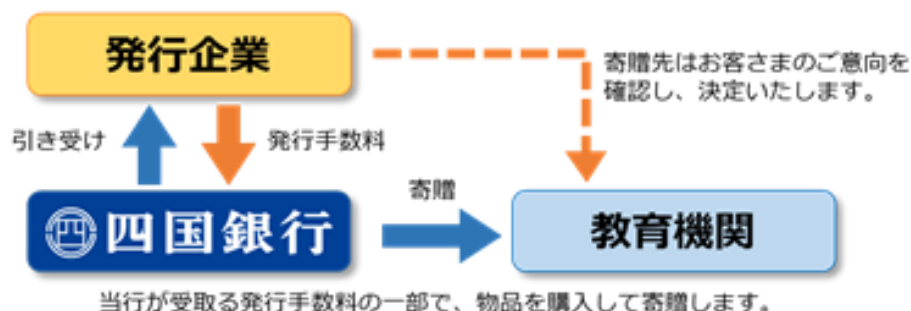 発行企業
寄贈先はお客さまのご意向を
確認し、決定いたします。
引き受け
発行手数料
四国銀行
寄贈
教育機関
当行が受取る発行手数料の一部で、物品を購入して寄贈します。